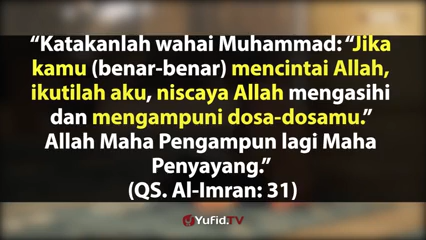 “Katakanlah wahai Muhammad: “Jika
kamu (benar-benar) mencintai Allah,
ikutilah aku, niscaya Allah mengasihi
dan mengampuni dosa-dosamu.”
Allah Maha Pengampun lagi Maha
Penyayang.”
(QS. Al-Imran: 31)
YUFID.TV